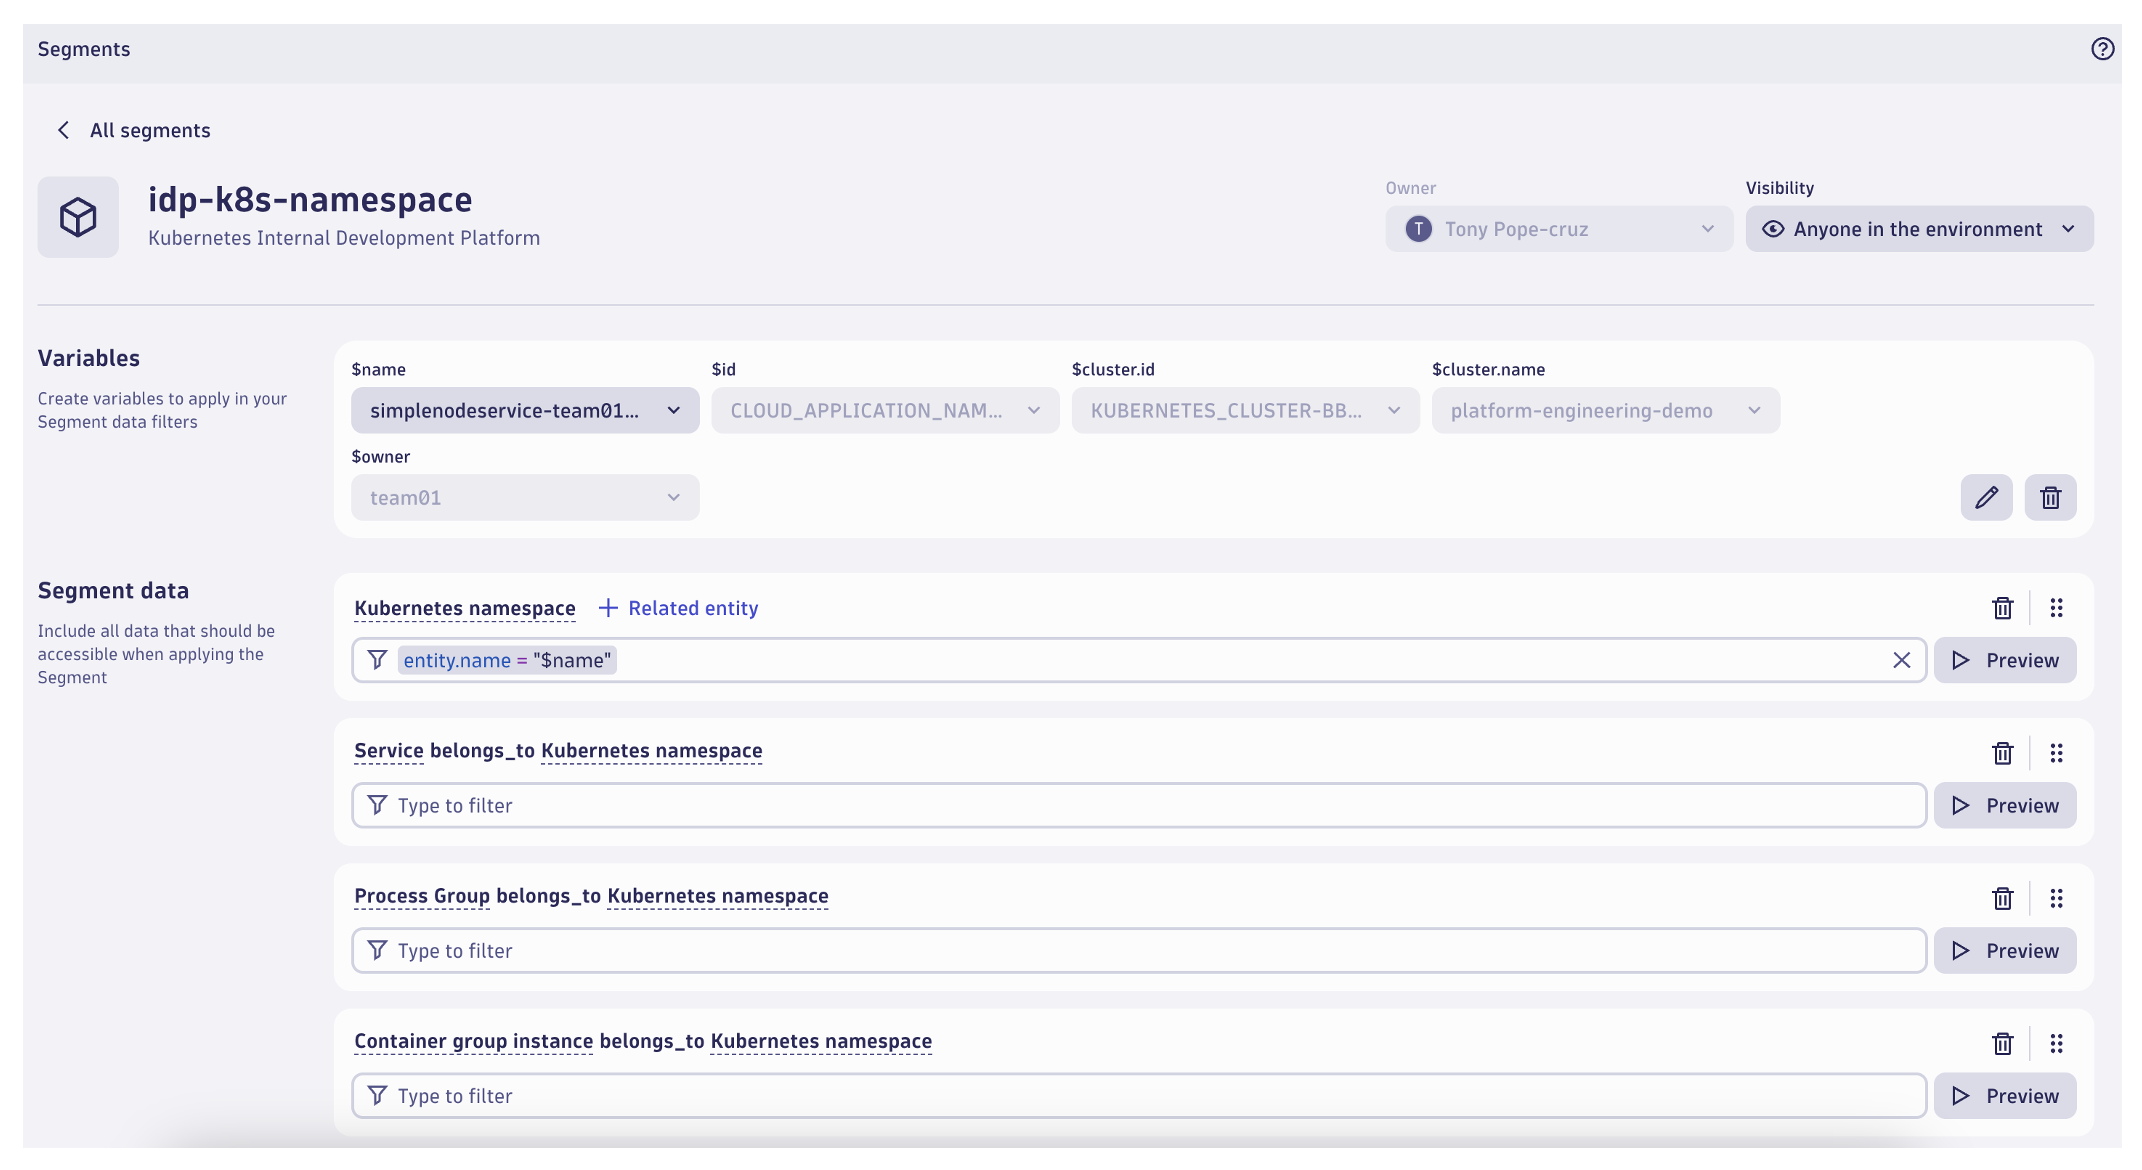 Segments
All segments
idp-k8s-namespace
Kubernetes Internal Development Platform
Owner
T Tony Pope-cruz
Visibility
Anyone in the environment
Variables
Create variables to apply in your
Segment data filters
$name
simplenodeservice-team01...
$id
CLOUD_APPLICATION_NAM...
$cluster.id
KUBERNETES_CLUSTER-BB...
$cluster.name
platform-engineering-demo
$owner
team01
Segment data
Include all data that should be
accessible when applying the
Segment
Kubernetes namespace + Related entity
entity.name = "$name"
Preview
Service belongs_to Kubernetes namespace
Type to filter
Preview
Process Group belongs_to Kubernetes namespace
Type to filter
Preview
Container group instance belongs_to Kubernetes namespace
Type to filter
Preview